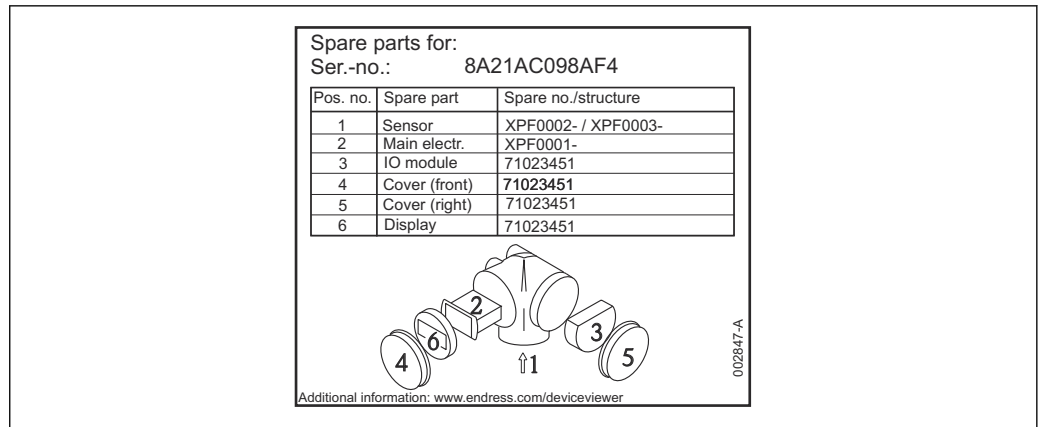 Spare parts for:
Ser.-no.: 8A21AC098AF4
Pos. no. Spare part Spare no./structure
1 Sensor XPF0002- / XPF0003-
2 Main electr. XPF0001-
3 IO module 71023451
4 Cover (front) 71023451
5 Cover (right) 71023451
6 Display 71023451
2
6
3
4
⇧1
5
002847-A
Additional information: www.endress.com/deviceviewer